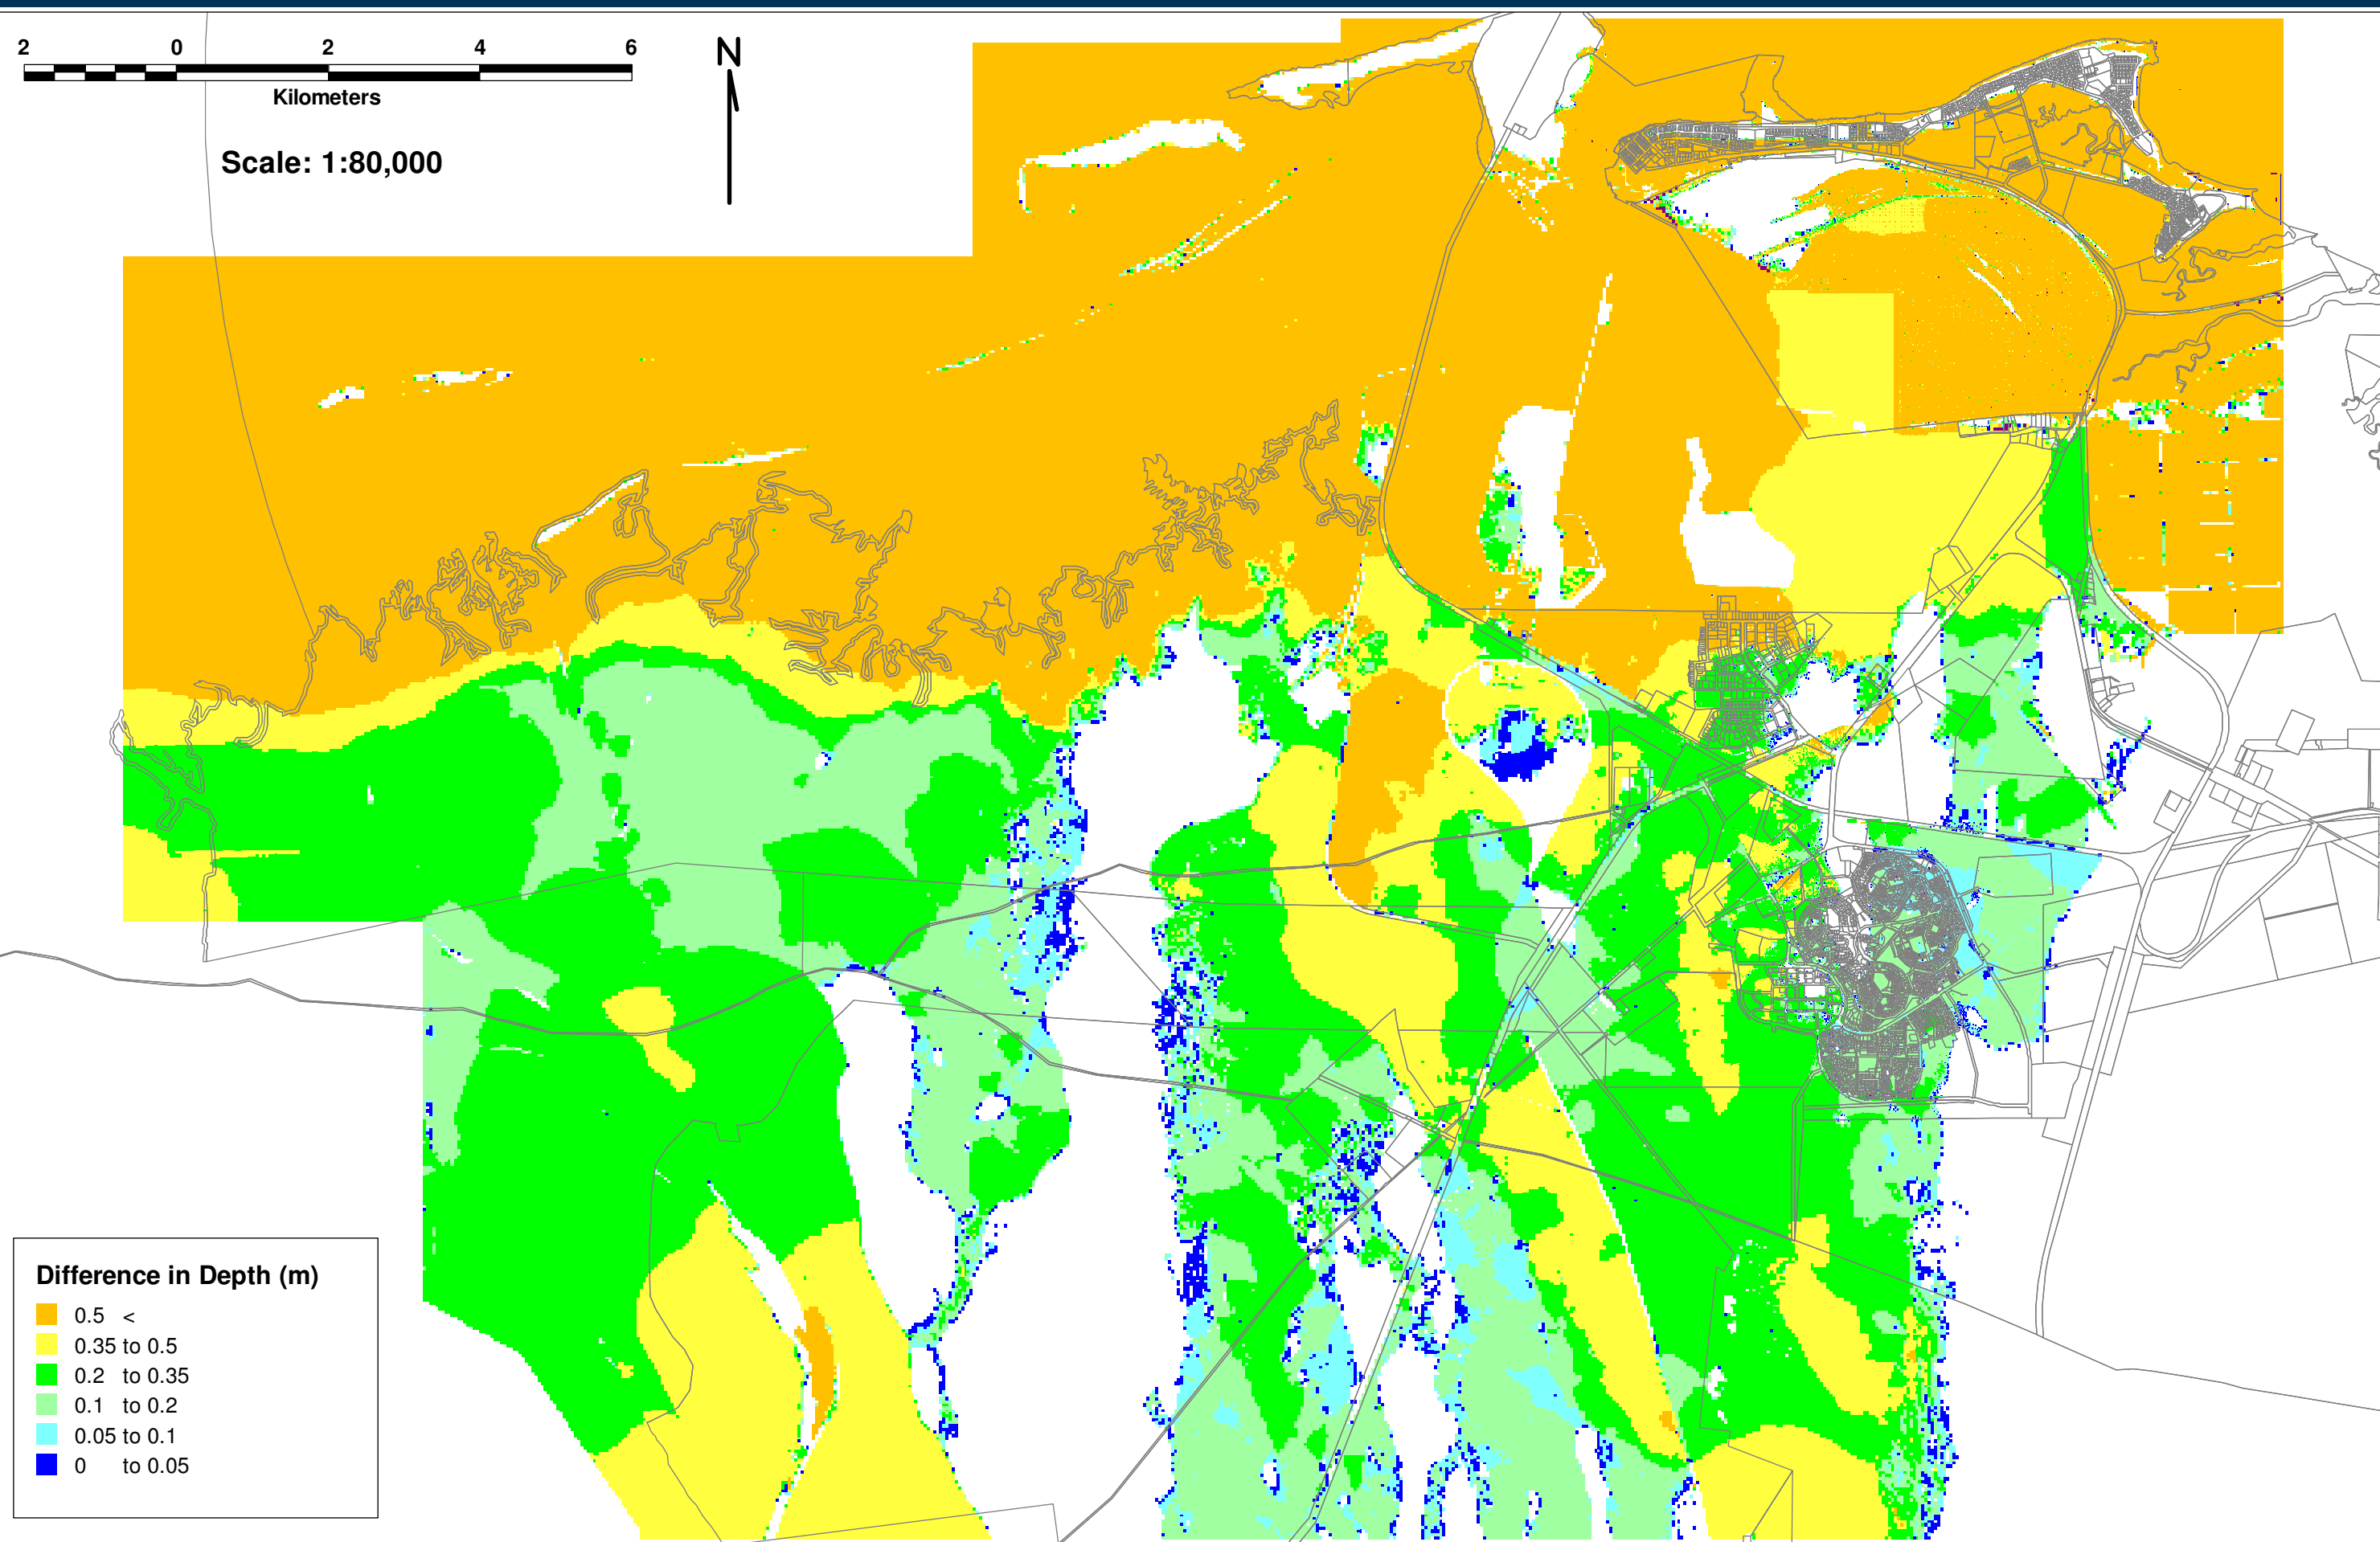 2 0 2 4 6
Kilometers
Scale: 1:80,000
N
Difference in Depth (m)
0.5 <
0.35 to 0.5
0.2 to 0.35
0.1 to 0.2
0.05 to 0.1
0 to 0.05